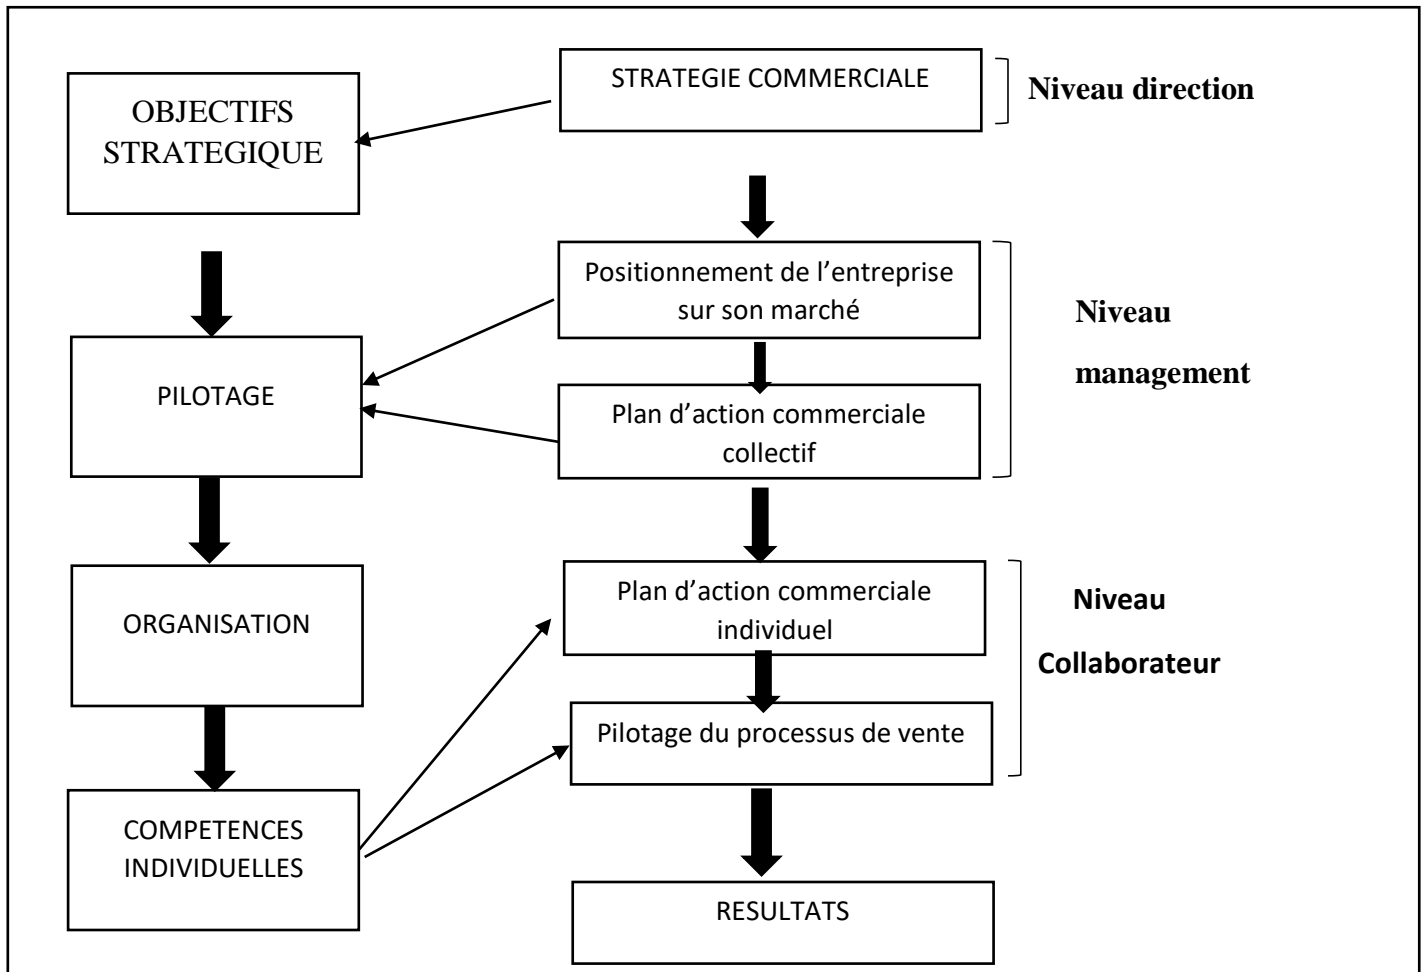 STRATEGIE COMMERCIALE
Niveau direction
OBJECTIFS
STRATEGIQUE
Positionnement de l’entreprise
sur son marché
Niveau
management
PILOTAGE
Plan d’action commerciale
collectif
Plan d’action commerciale
individuel
Niveau
Collaborateur
ORGANISATION
Pilotage du processus de vente
COMPETENCES
INDIVIDUELLES
RESULTATS